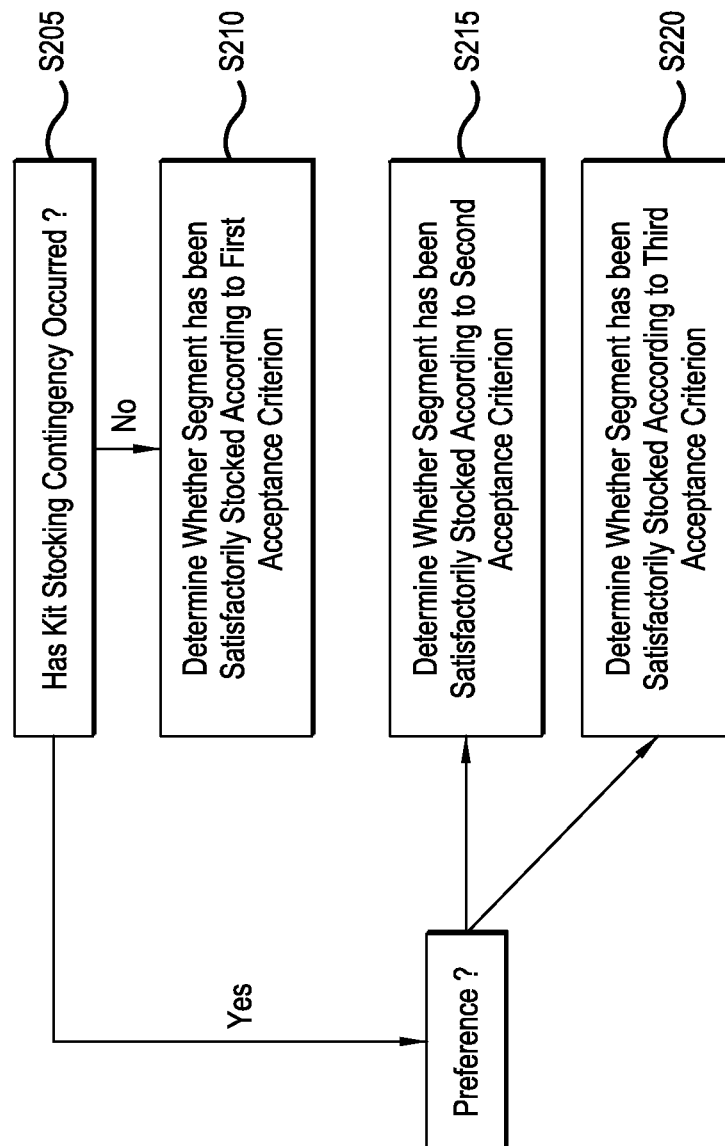 Has Kit Stocking Contingency Occurred ?
S205
No
Determine Whether Segment has been
Satisfactorily Stocked According to First
Acceptance Criterion
S210
Yes
Preference ?
Determine Whether Segment has been
Satisfactorily Stocked According to Second
Acceptance Criterion
S215
Determine Whether Segment has been
Satisfactorily Stocked Acccording to Third
Acceptance Criterion
S220